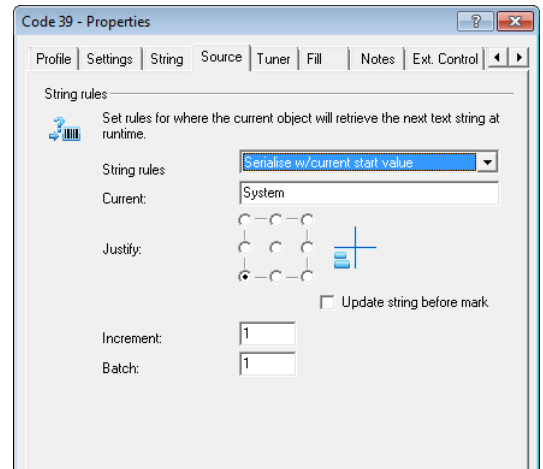 Code 39 - Properties
Profile Settings String Source Tuner Fill Notes Ext. Control
String rules
Set rules for where the current object will retrieve the next text string at
runtime.
String rules Serialise w/current start value
Current: System
Justify:
Update string before mark
Increment: 1
Batch: 1